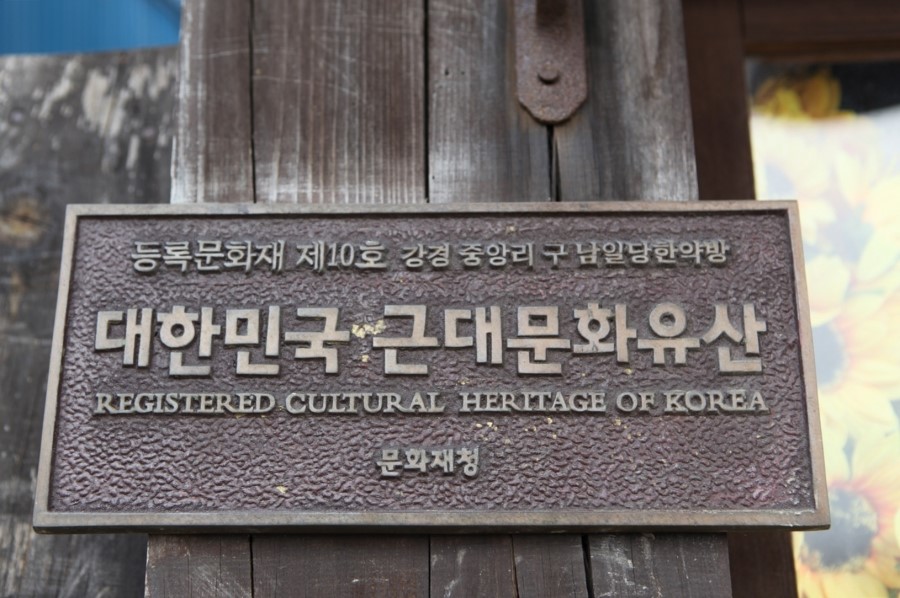 등록문화재 제10호 강경 중앙리 구 남일당한약방
대한민국 근대문화유산
REGISTERED CULTURAL HERITAGE OF KOREA
문화재청